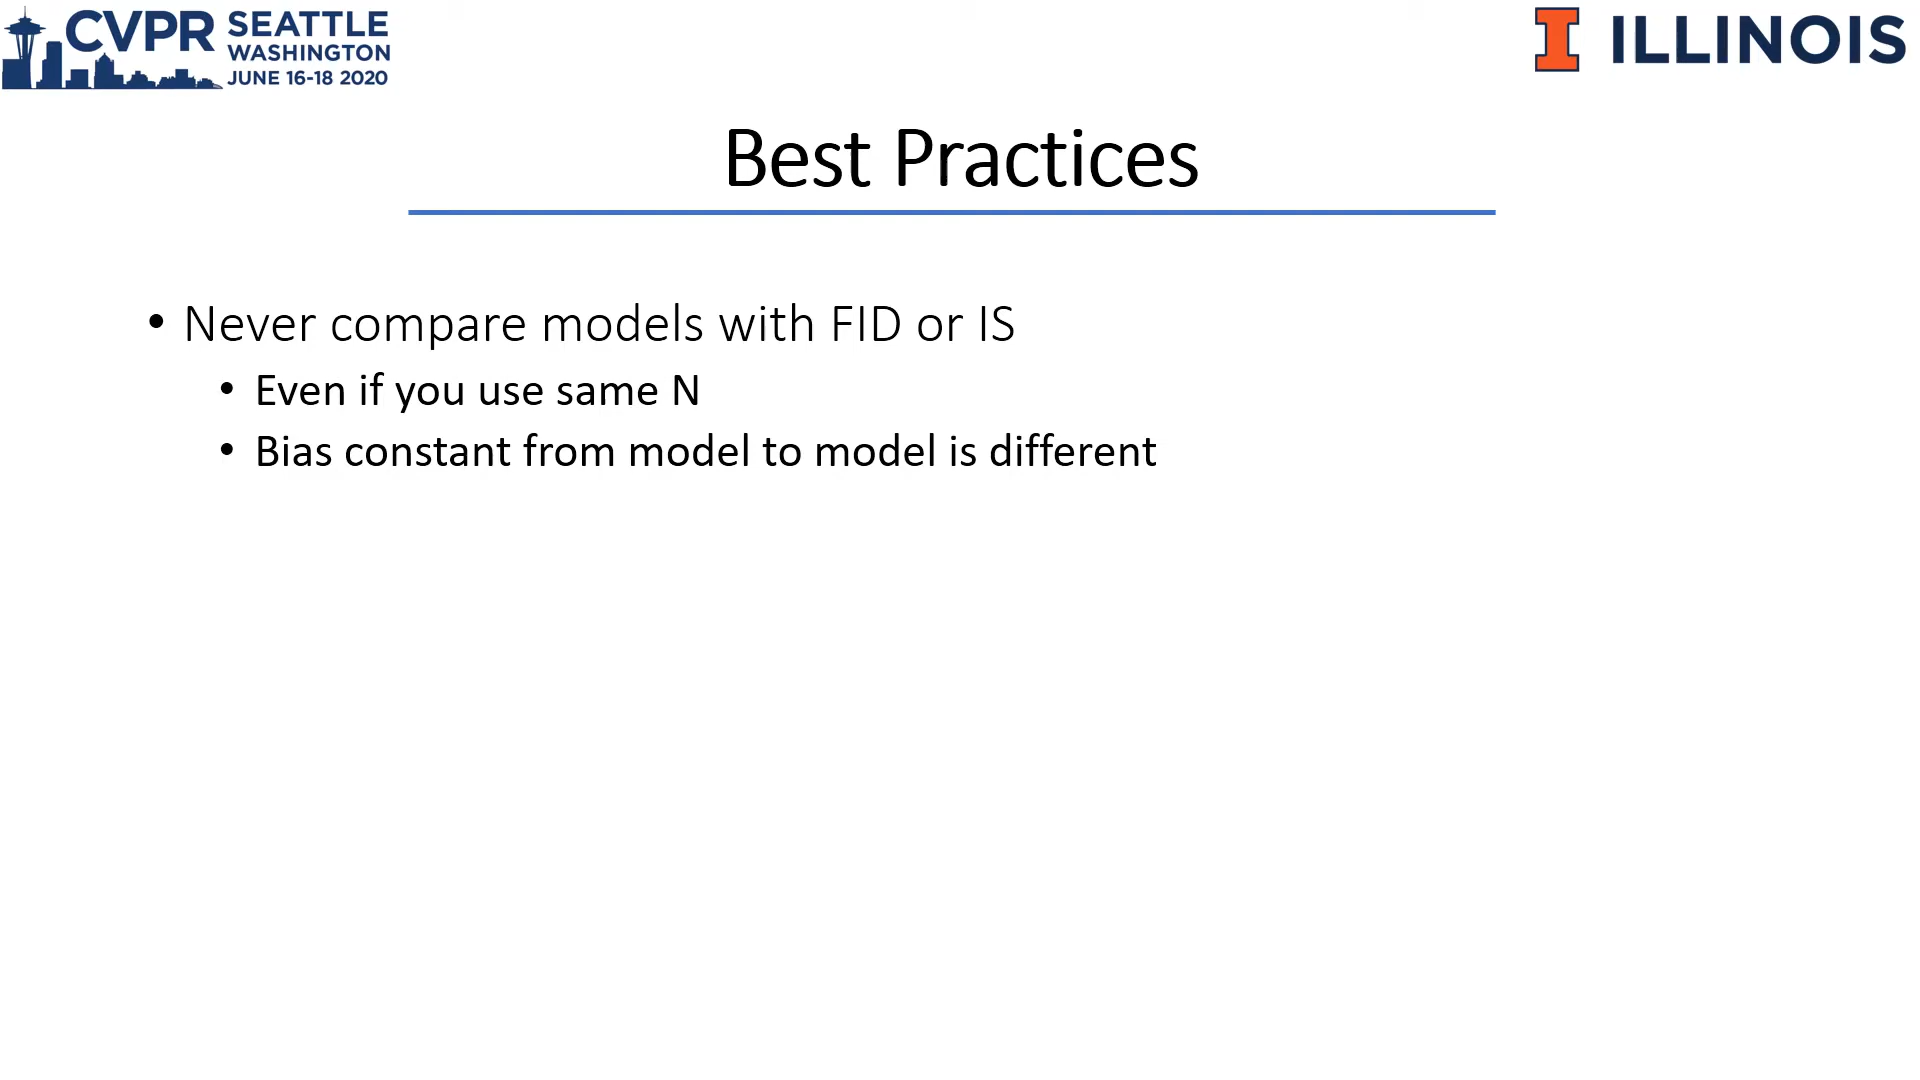 CVPR SEATTLE
WASHINGTON
JUNE 16-18 2020
I ILLINOIS
Best Practices
• Never compare models with FID or IS
• Even if you use same N
• Bias constant from model to model is different